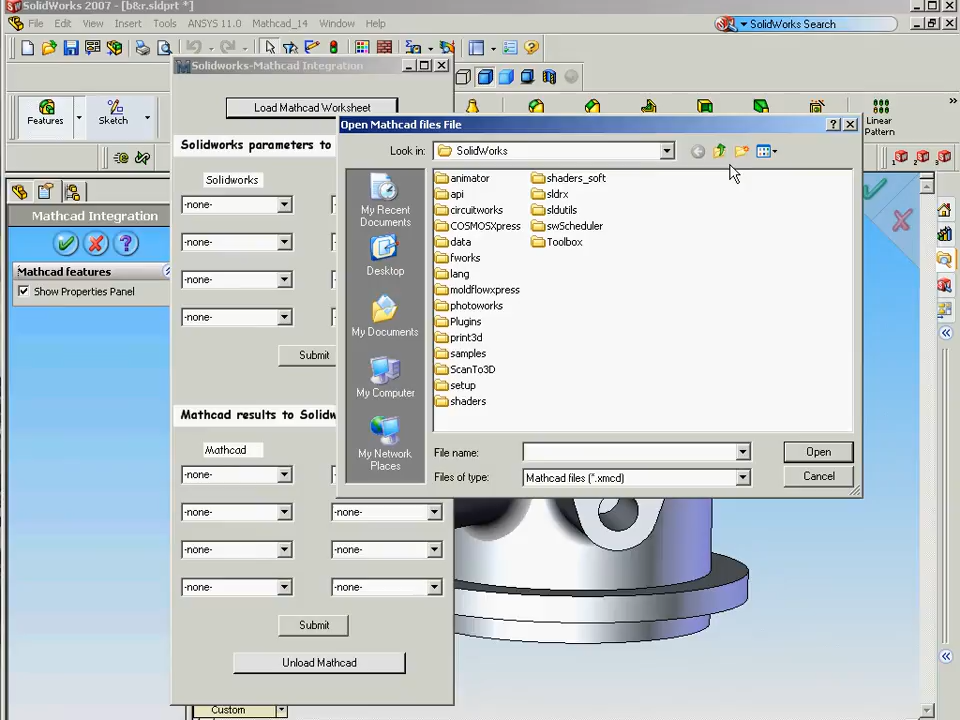 SolidWorks 2007 - [b&r.sldprt *]
File Edit View Insert Tools ANSYS 11.0 Mathcad_14 Window Help
SolidWorks Search
Solidworks-Mathcad Integration
Features
Sketch
Linear
Pattern
Load Mathcad Worksheet
Open Mathcad files File
Solidworks parameters to
Look in:
SolidWorks
Solidworks
-none-
-none-
-none-
-none-
Submit
My Recent
Documents
Desktop
My Documents
My Computer
My Network
Places
animator
api
circuitworks
COSMOSXpress
data
fworks
lang
moldflowxpress
photoworks
Plugins
print3d
samples
ScanTo3D
setup
shaders
shaders_soft
sldrx
sldutils
swScheduler
Toolbox
File name:
Open
Files of type:
Mathcad files (*.xmcd)
Cancel
Mathcad Integration
Mathcad features
Show Properties Panel
Mathcad results to Solidw
Mathcad
-none-
-none- -none-
-none- -none-
-none- -none-
Submit
Unload Mathcad
Custom